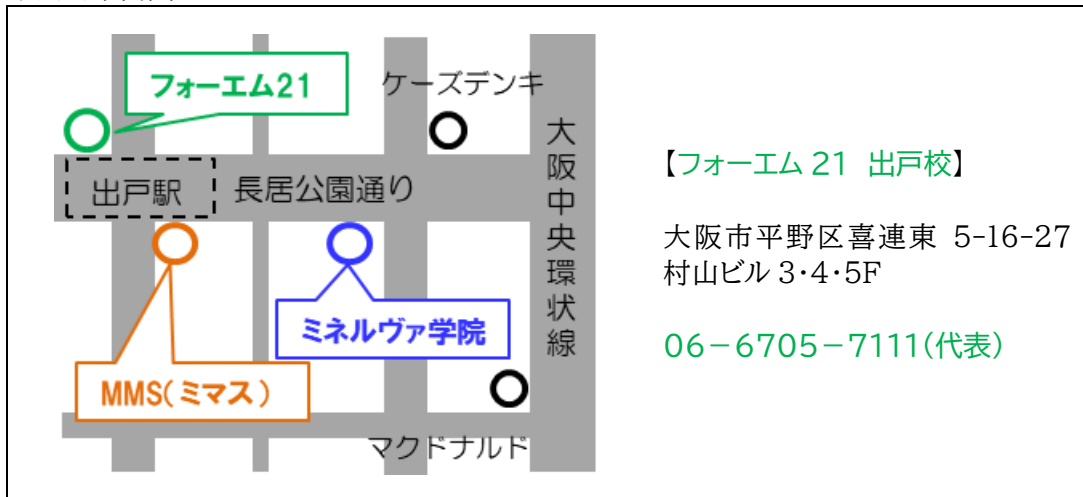 フォーエム21
ケーズデンキ
大阪中央環状線
出戸駅
長居公園通り
ミネルヴァ学院
MMS(ミマス)
マクドナルド
【フォーエム 21 出戸校】
大阪市平野区喜連東 5-16-27
村山ビル 3・4・5F
06-6705-7111(代表)